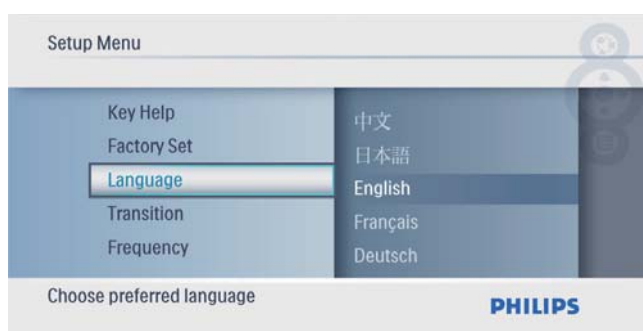 Setup Menu
Key Help
Factory Set
Language
Transition
Frequency
中文
日本語
English
Français
Deutsch
Choose preferred language
PHILIPS